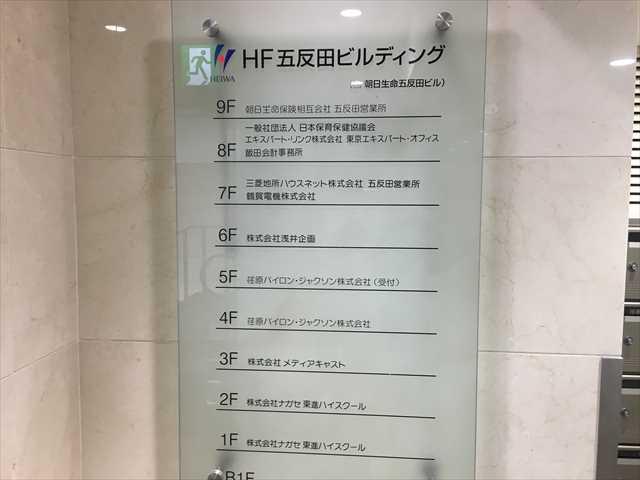 HEIWA
HF 五反田ビルディング
朝日生命五反田ビル）
9F 朝日生命保険相互会社 五反田営業所
一般社団法人 日本保育保健協議会
エキスパート・リンク株式会社 東京エキスパート・オフィス
8F 飯田会計事務所
三菱地所ハウスネット株式会社 五反田営業所
7F 鶴賀電機株式会社
6F 株式会社浅井企画
5F 荏原バイロン・ジャクソン株式会社（受付）
4F 荏原バイロン・ジャクソン株式会社
3F 株式会社 メディアキャスト
2F 株式会社ナガセ 東進ハイスクール
1F 株式会社ナガセ 東進ハイスクール
B1F